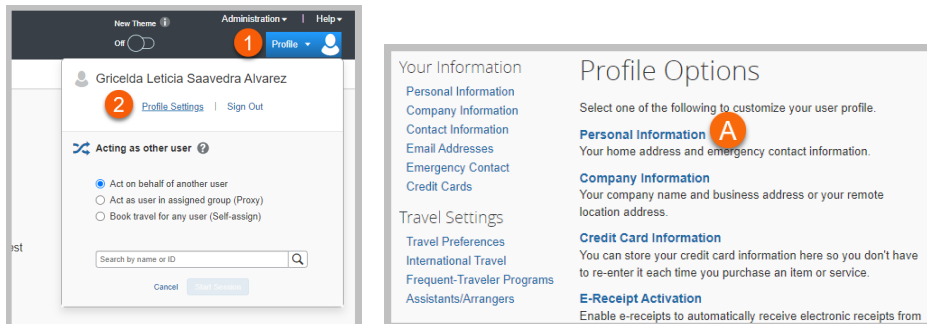 New Theme
Administration | Help
Off
1 Profile
Gricelda Leticia Saavedra Alvarez
2 Profile Settings | Sign Out
Acting as other user ?
Act on behalf of another user
Act as user in assigned group (Proxy)
Book travel for any user (Self-assign)
est
Search by name or ID
Cancel Start Session
Your Information
Personal Information
Company Information
Contact Information
Email Addresses
Emergency Contact
Credit Cards
Travel Settings
Travel Preferences
International Travel
Frequent-Traveler Programs
Assistants/Arrangers
Profile Options
Select one of the following to customize your user profile.
Personal Information A
Your home address and emergency contact information.
Company Information
Your company name and business address or your remote
location address.
Credit Card Information
You can store your credit card information here so you don't have
to re-enter it each time you purchase an item or service.
E-Receipt Activation
Enable e-receipts to automatically receive electronic receipts from